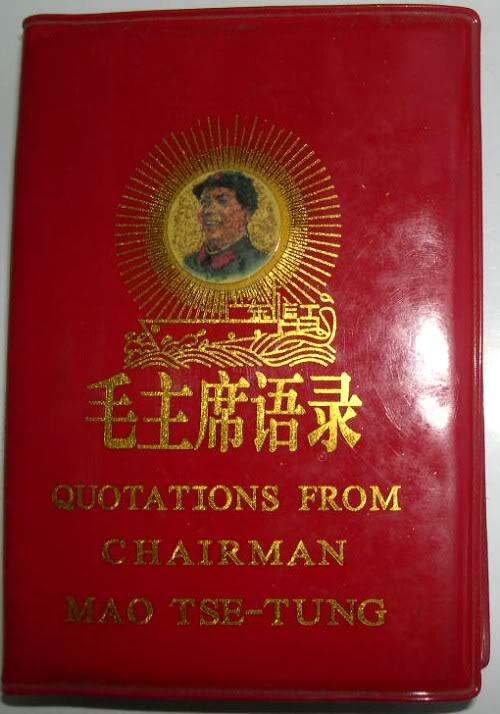 毛主席语录
QUOTATIONS FROM
CHAIRMAN
MAO TSE-TUNG